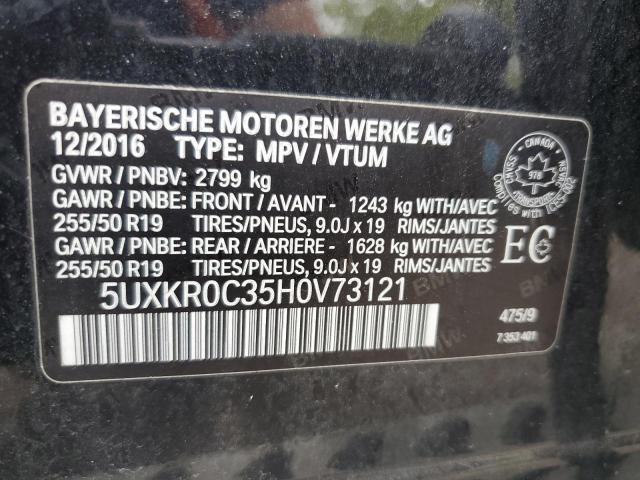 BAYERISCHE MOTOREN WERKE AG
12/2016 TYPE: MPV / VTUM
GVWR / PNBV: 2799 kg
GAWR / PNBE: FRONT / AVANT - 1243 kg WITH/AVEC
255/50 R19 TIRES/PNEUS, 9.0J x 19 RIMS/JANTES
GAWR / PNBE: REAR / ARRIERE - 1628 kg WITH/AVEC
255/50 R19 TIRES/PNEUS, 9.0J x 19 RIMS/JANTES
5UXKR0C35H0V73121
CANADA
978
TRANSPORT
EC
475/9
7 353 401
BMW